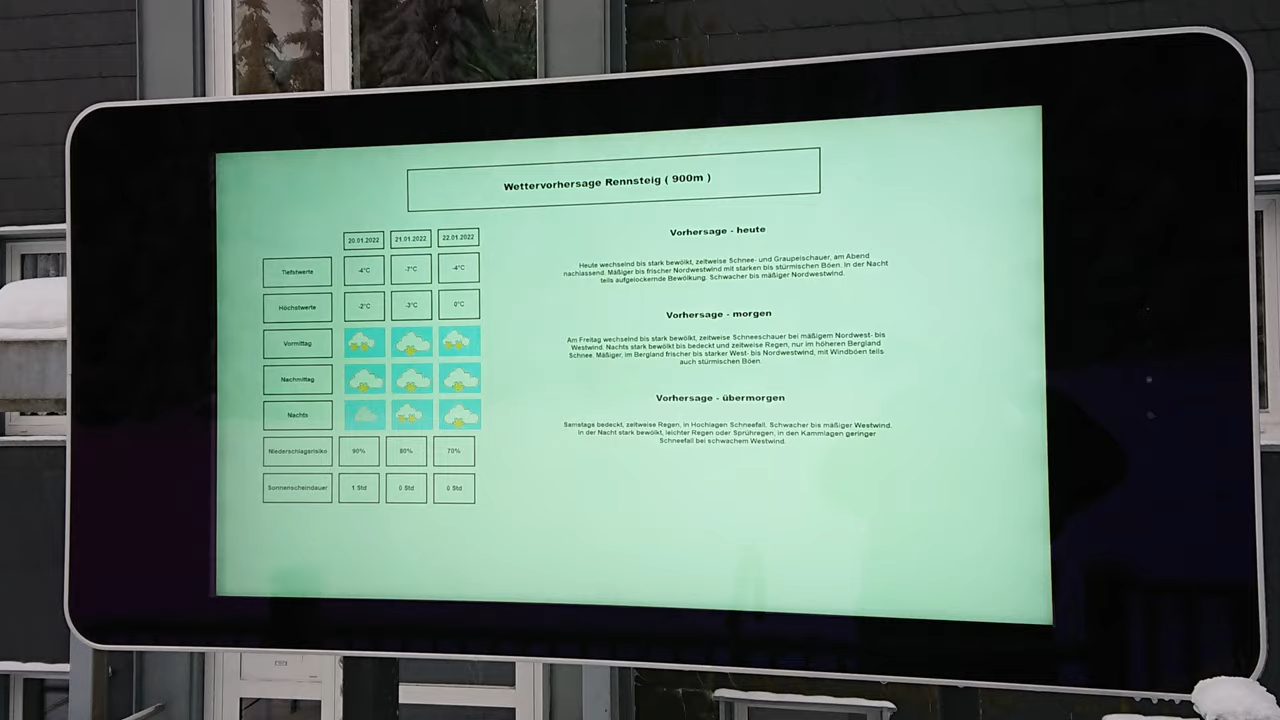 Wettervorhersage Rennsteig ( 900m )
20.01.2022 21.01.2022 22.01.2022
Tiefstwerte -4°C -7°C -4°C
Höchstwerte -2°C -3°C 0°C
Vormittag
Nachmittag
Nachts
Niederschlagsrisiko 90% 80% 70%
Sonnenscheindauer 1 Std 0 Std 0 Std
Vorhersage - heute
Heute wechselnd bis stark bewölkt, zeitweise Schnee- und Graupelschauer, am Abend
nachlassend. Mäßiger bis frischer Nordwestwind mit starken bis stürmischen Böen. In der Nacht
teils aufgelockernde Bewölkung. Schwacher bis mäßiger Nordwestwind.
Vorhersage - morgen
Am Freitag wechselnd bis stark bewölkt, zeitweise Schneeschauer bei mäßigem Nordwest- bis
Westwind. Nachts stark bewölkt bis bedeckt und zeitweise Regen, nur im höheren Bergland
Schnee. Mäßiger, im Bergland frischer bis starker West- bis Nordwestwind, mit Windböen teils
auch stürmischen Böen.
Vorhersage - übermorgen
Samstags bedeckt, zeitweise Regen, in Hochlagen Schneefall. Schwacher bis mäßiger Westwind.
In der Nacht stark bewölkt, leichter Regen oder Sprühregen, in den Kammlagen geringer
Schneefall bei schwachem Westwind.